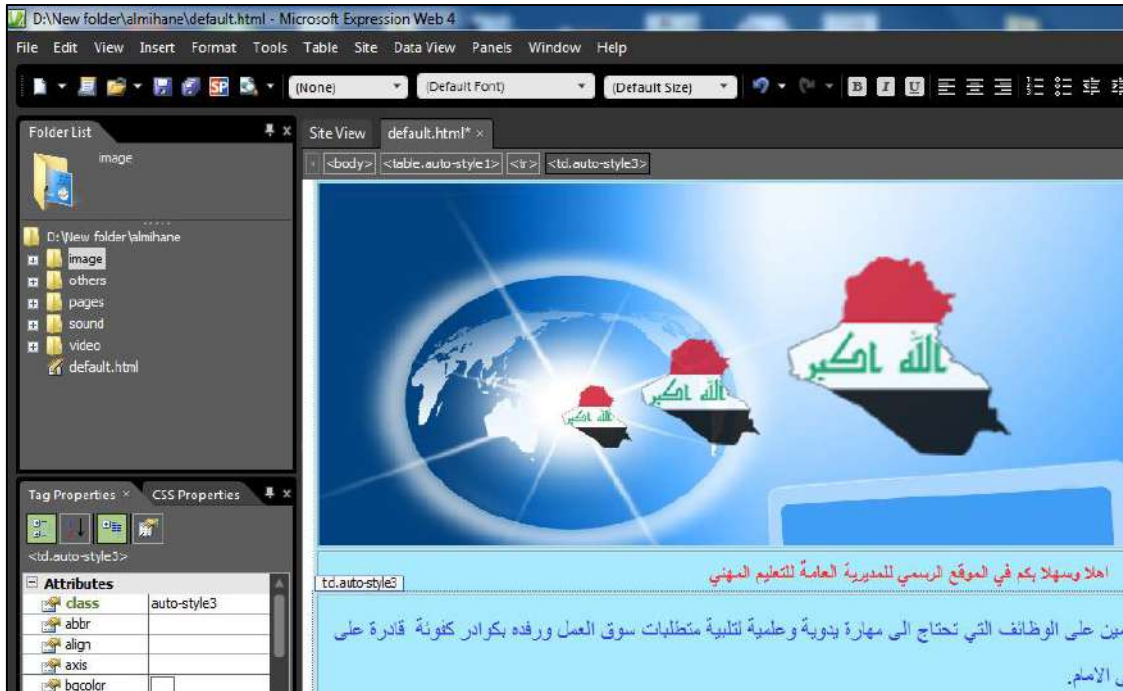 D:\New folder\almihane\default.html - Microsoft Expression Web 4
File Edit View Insert Format Tools Table Site Data View Panels Window Help
(None) (Default Font) (Default Size) B I U
Folder List
Site View default.html*
image
<body> <table.auto-style1> <tr> <td.auto-style3>
D:\New folder\almihane
image
others
pages
sound
video
default.html
الله اكبر
الله اكبر
الله اكبر
Tag Properties CSS Properties
<td.auto-style3>
Attributes
class auto-style3
abbr
align
axis
bgcolor
td.auto-style3
اهلا وسهلا بكم في الموقع الرسمي للمديرية العامة للتعليم المهني
مين على الوظائف التي تحتاج الى مهارة يدوية وعلمية لتلبية متطلبات سوق العمل ورفده بكوادر كفوئة قادرة على
الامام.